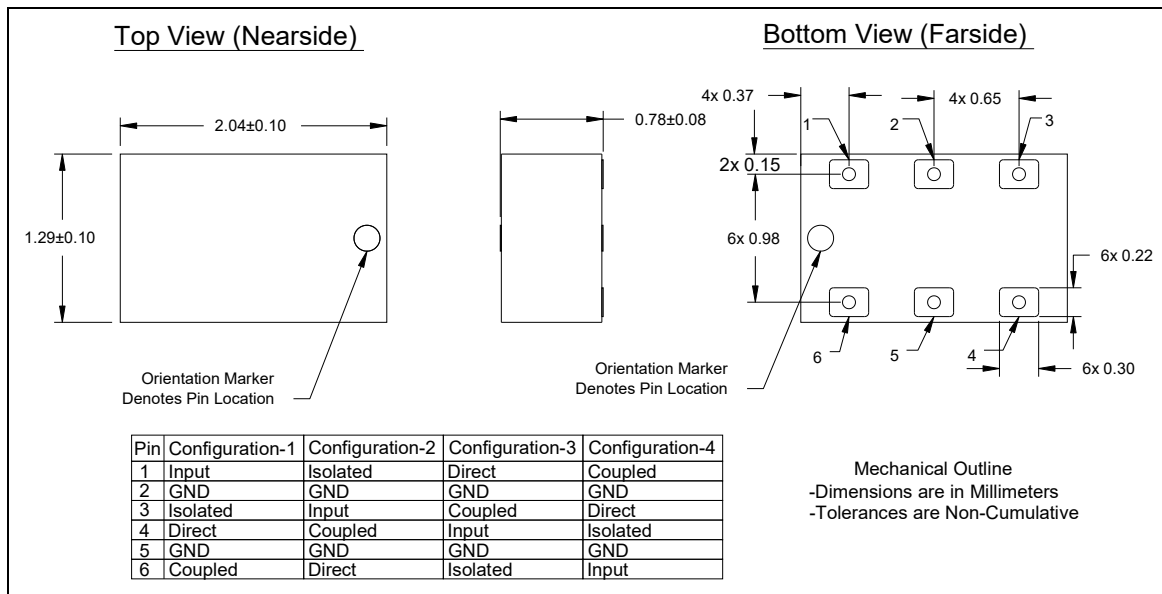 Top View (Nearside)
Bottom View (Farside)
2.04±0.10
0.78±0.08
4x 0.37
4x 0.65
1
2
3
2x 0.15
1.29±0.10
6x 0.98
6x 0.22
6
5
4
6x 0.30
Orientation Marker
Denotes Pin Location
Orientation Marker
Denotes Pin Location
Pin Configuration-1 Configuration-2 Configuration-3 Configuration-4
1 Input Isolated Direct Coupled
2 GND GND GND GND
3 Isolated Input Coupled Direct
4 Direct Coupled Input Isolated
5 GND GND GND GND
6 Coupled Direct Isolated Input
Mechanical Outline
-Dimensions are in Millimeters
-Tolerances are Non-Cumulative